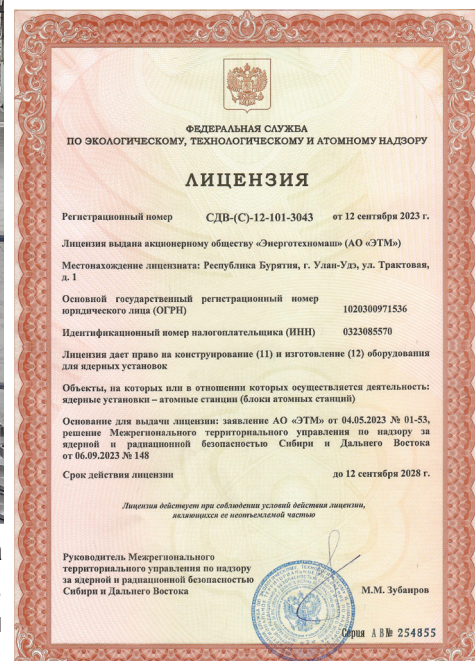 ФЕДЕРАЛЬНАЯ СЛУЖБА
ПО ЭКОЛОГИЧЕСКОМУ, ТЕХНОЛОГИЧЕСКОМУ И АТОМНОМУ НАДЗОРУ
ЛИЦЕНЗИЯ
Регистрационный номер СДВ-(С)-12-101-3043 от 12 сентября 2023 г.
Лицензия выдана акционерному обществу «Энерготехномаш» (АО «ЭТМ»)
Местонахождение лицензиата: Республика Бурятия, г. Улан-Удэ, ул. Трактовая,
д. 1
Основной государственный регистрационный номер
юридического лица (ОГРН) 1020300971536
Идентификационный номер налогоплательщика (ИНН) 0323085570
Лицензия дает право на конструирование (11) и изготовление (12) оборудования
для ядерных установок
Объекты, на которых или в отношении которых осуществляется деятельность:
ядерные установки – атомные станции (блоки атомных станций)
Основание для выдачи лицензии: заявление АО «ЭТМ» от 04.05.2023 № 01-53,
решение Межрегионального территориального управления по надзору за
ядерной и радиационной безопасностью Сибири и Дальнего Востока
от 06.09.2023 № 148
Срок действия лицензии до 12 сентября 2028 г.
Лицензия действует при соблюдении условий действия лицензии,
являющихся ее неотъемлемой частью
Руководитель Межрегионального
территориального управления по надзору
за ядерной и радиационной безопасностью
Сибири и Дальнего Востока М.М. Зубаиров
Серия А В № 254855